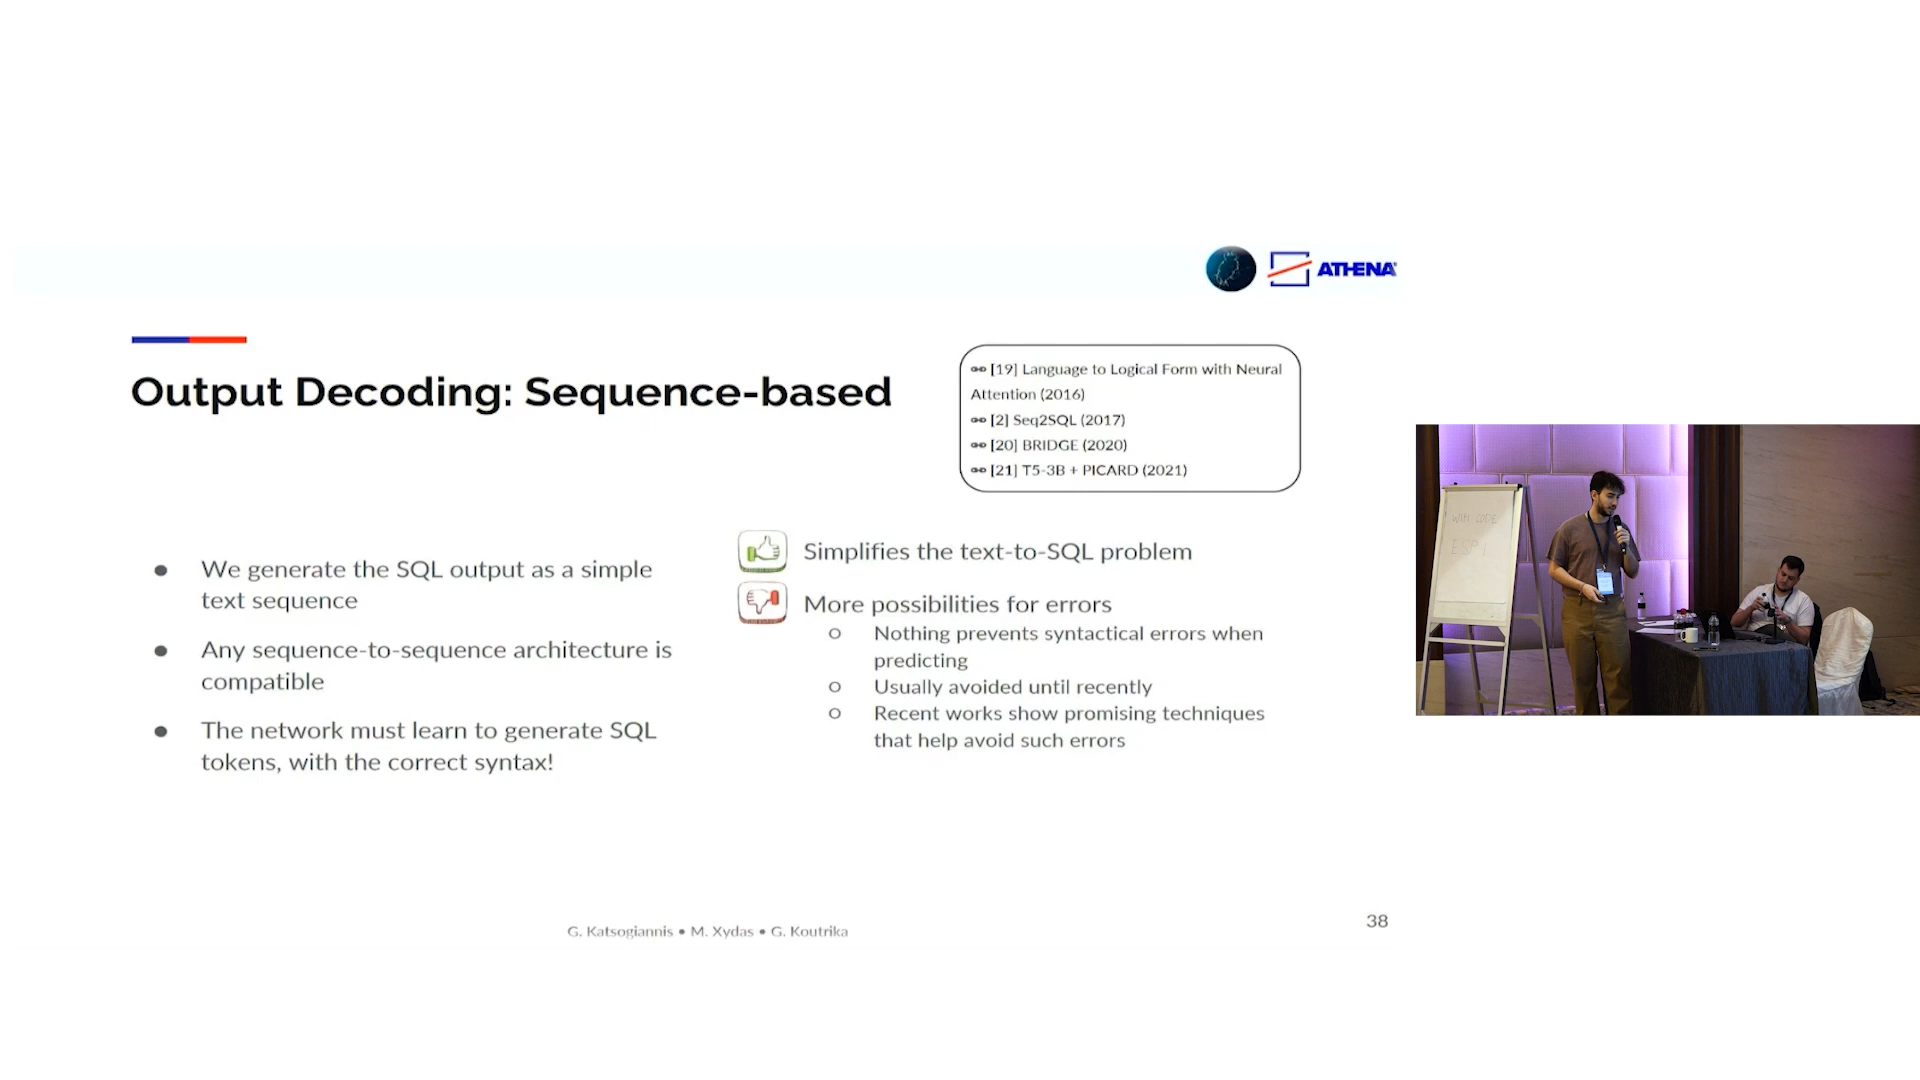 ATHENA
Output Decoding: Sequence-based
[19] Language to Logical Form with Neural
Attention (2016)
[2] Seq2SQL (2017)
[20] BRIDGE (2020)
[21] T5-3B + PICARD (2021)
● We generate the SQL output as a simple
text sequence
● Any sequence-to-sequence architecture is
compatible
● The network must learn to generate SQL
tokens, with the correct syntax!
Simplifies the text-to-SQL problem
More possibilities for errors
○ Nothing prevents syntactical errors when
predicting
○ Usually avoided until recently
○ Recent works show promising techniques
that help avoid such errors
G. Katsogiannis • M. Xydas • G. Koutrika
38
WIFI CODE